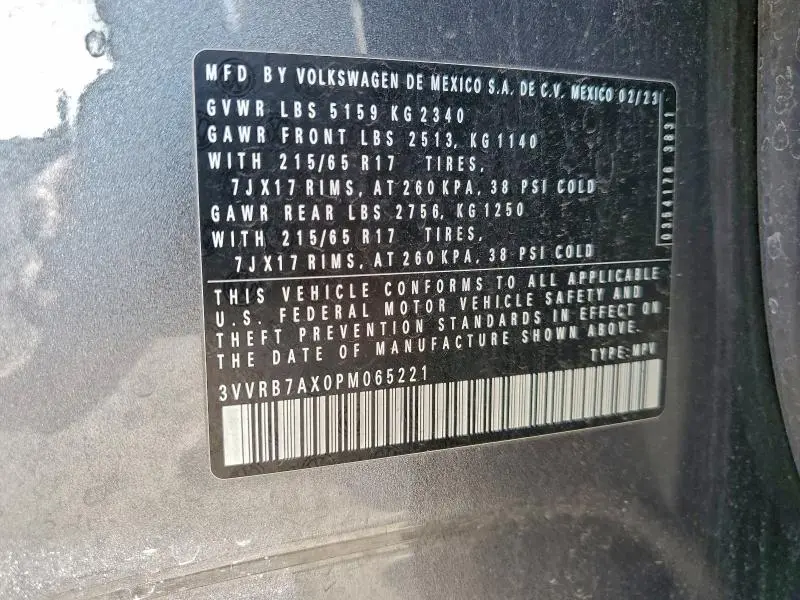 MFD BY VOLKSWAGEN DE MEXICO S.A. DE C.V. MEXICO 02/23
GVWR LBS 5159 KG 2340
GAWR FRONT LBS 2513, KG 1140
WITH 215/65 R17 TIRES,
7JX17 RIMS, AT 260 KPA, 38 PSI COLD
GAWR REAR LBS 2756, KG 1250
WITH 215/65 R17 TIRES,
7JX17 RIMS, AT 260 KPA, 38 PSI COLD
0354176 3831
THIS VEHICLE CONFORMS TO ALL APPLICABLE
U.S. FEDERAL MOTOR VEHICLE SAFETY AND
THEFT PREVENTION STANDARDS IN EFFECT ON
THE DATE OF MANUFACTURE SHOWN ABOVE.
TYPE: MPV
3VVRB7AX0PM065221